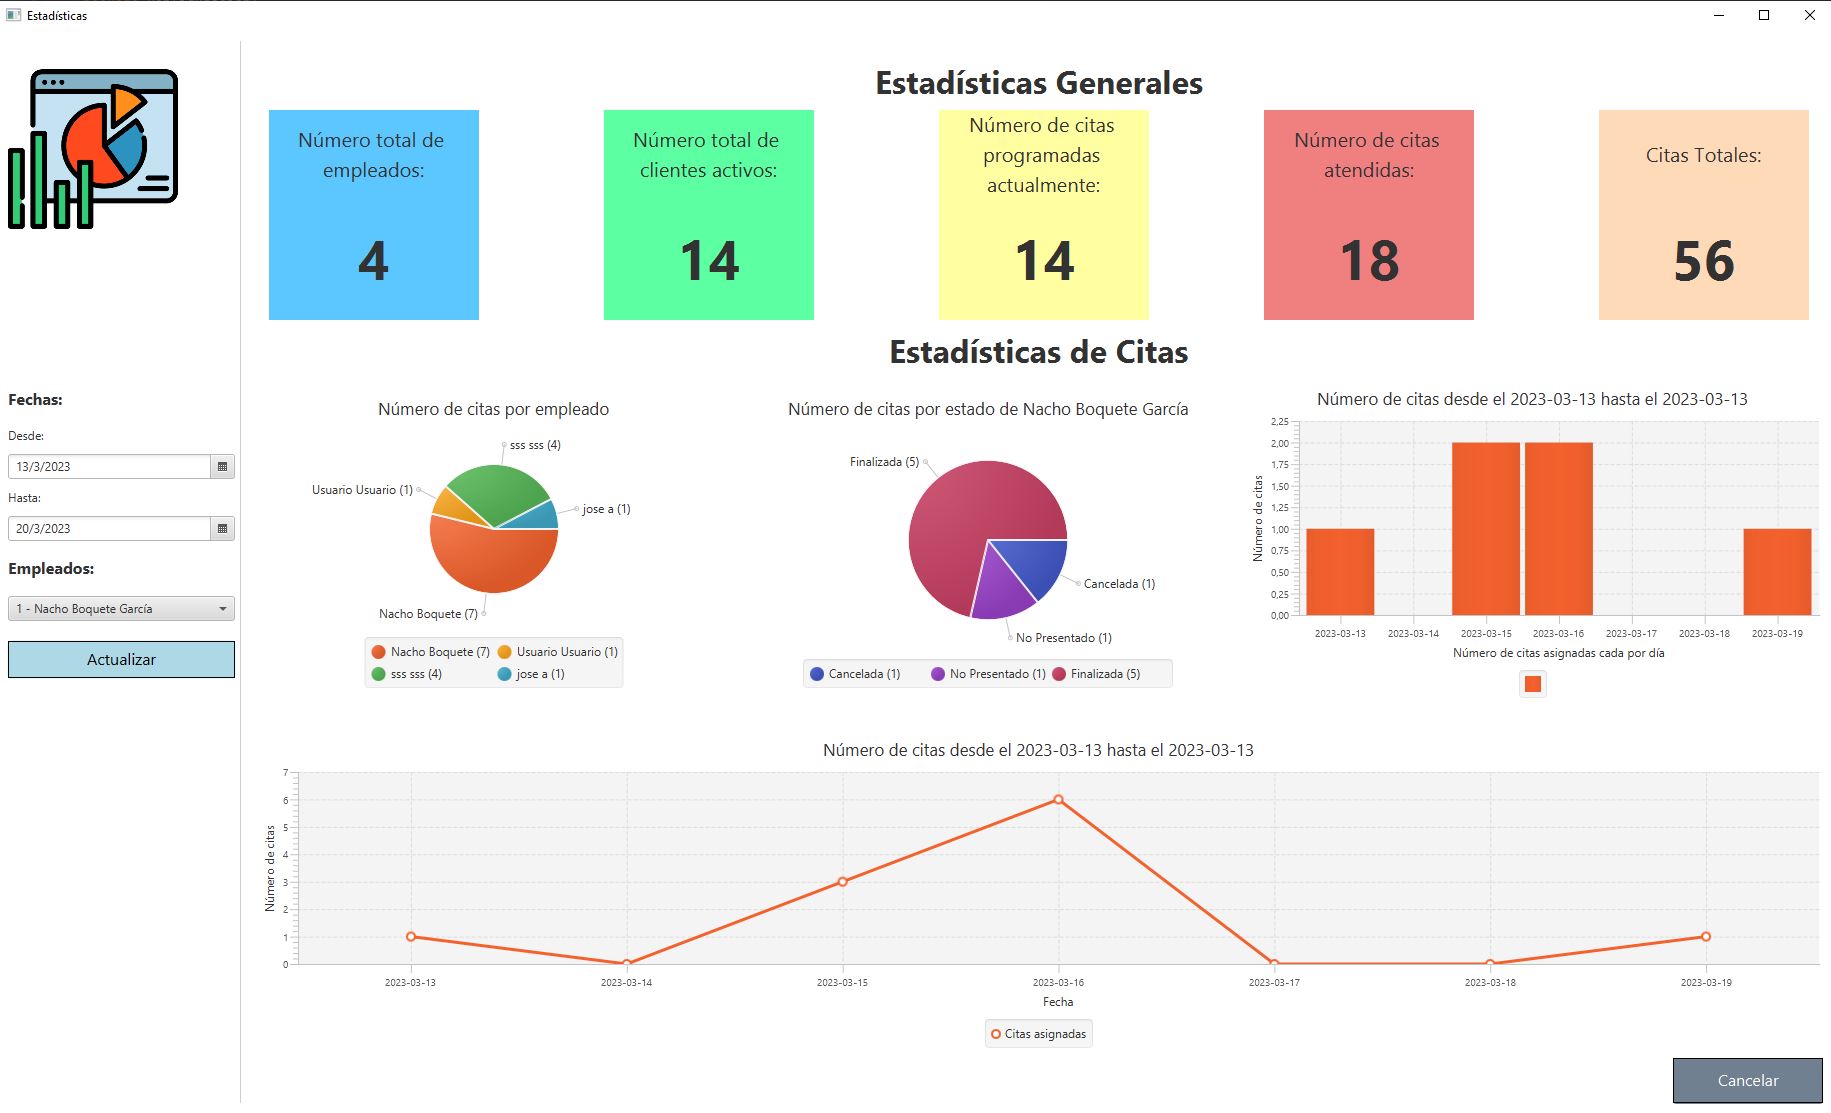 Estadísticas
Fechas:
Desde:
13/3/2023
Hasta:
20/3/2023
Empleados:
1 - Nacho Boquete García
Actualizar
Estadísticas Generales
Número total de
empleados:
4
Número total de
clientes activos:
14
Número de citas
programadas
actualmente:
14
Número de citas
atendidas:
18
Citas Totales:
56
Estadísticas de Citas
Número de citas por empleado
sss sss (4)
Usuario Usuario (1)
jose a (1)
Nacho Boquete (7)
Nacho Boquete (7) Usuario Usuario (1)
sss sss (4) jose a (1)
Número de citas por estado de Nacho Boquete García
Finalizada (5)
Cancelada (1)
No Presentado (1)
Cancelada (1) No Presentado (1) Finalizada (5)
Número de citas desde el 2023-03-13 hasta el 2023-03-13
Número de citas
2,25
2,00
1,75
1,50
1,25
1,00
0,75
0,50
0,25
0,00
2023-03-13 2023-03-14 2023-03-15 2023-03-16 2023-03-17 2023-03-18 2023-03-19
Número de citas asignadas cada por día
Número de citas desde el 2023-03-13 hasta el 2023-03-13
Número de citas
7
6
5
4
3
2
1
0
2023-03-13 2023-03-14 2023-03-15 2023-03-16 2023-03-17 2023-03-18 2023-03-19
Fecha
Citas asignadas
Cancelar